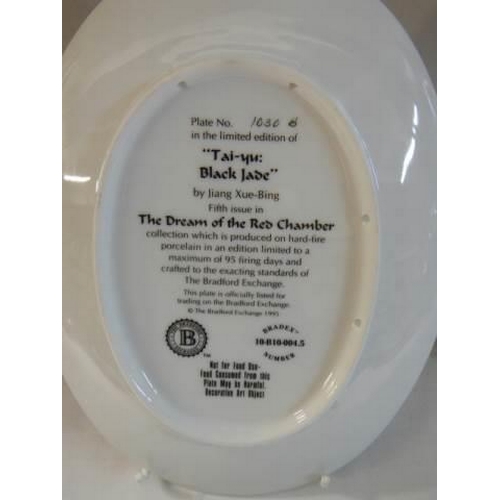 Plate No. 1030 B
in the limited edition of
"Tai-yu:
Black Jade"
by Jiang Xue-Bing
Fifth issue in
The Dream of the Red Chamber
collection which is produced on hard-fire
porcelain in an edition limited to a
maximum of 95 firing days and
crafted to the exacting standards of
The Bradford Exchange.
This plate is officially listed for
trading on the Bradford Exchange.
© The Bradford Exchange 1995
B
™
BRADEX®
18-B10-004.5
NUMBER
Not For Food Use-
Food Consumed from this
Plate May be Harmful.
Decorative Art Object